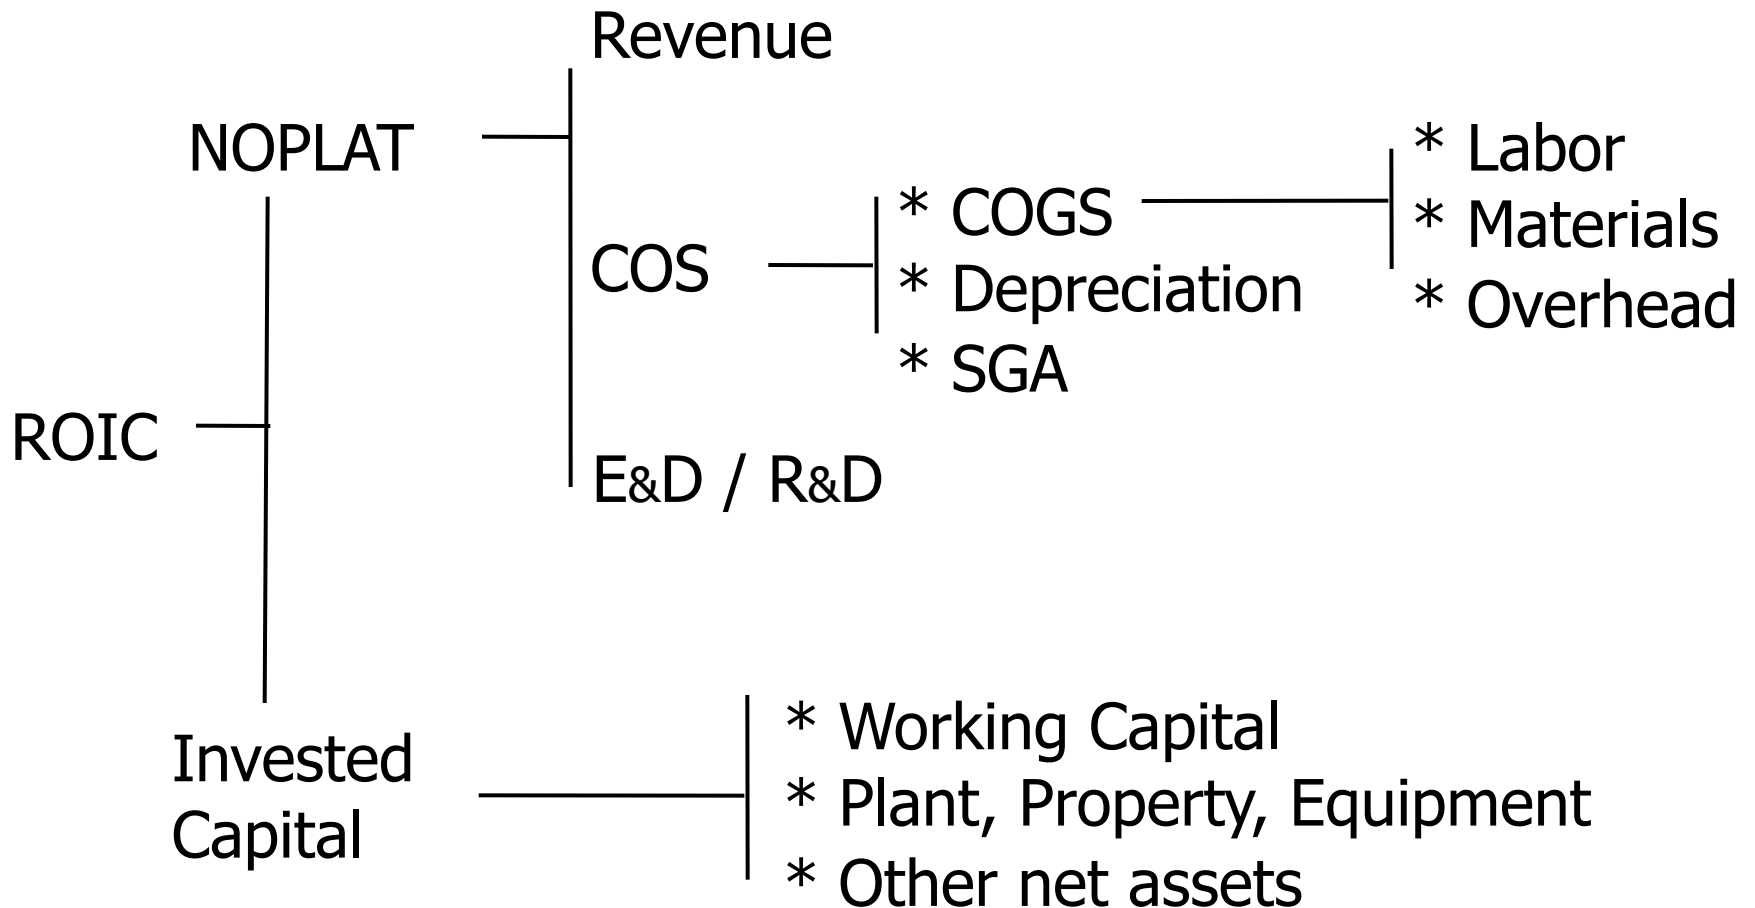 Revenue
NOPLAT
* Labor
* Materials
* Overhead
* COGS
* Depreciation
* SGA
COS
ROIC
E&D / R&D
Invested
Capital
* Working Capital
* Plant, Property, Equipment
* Other net assets